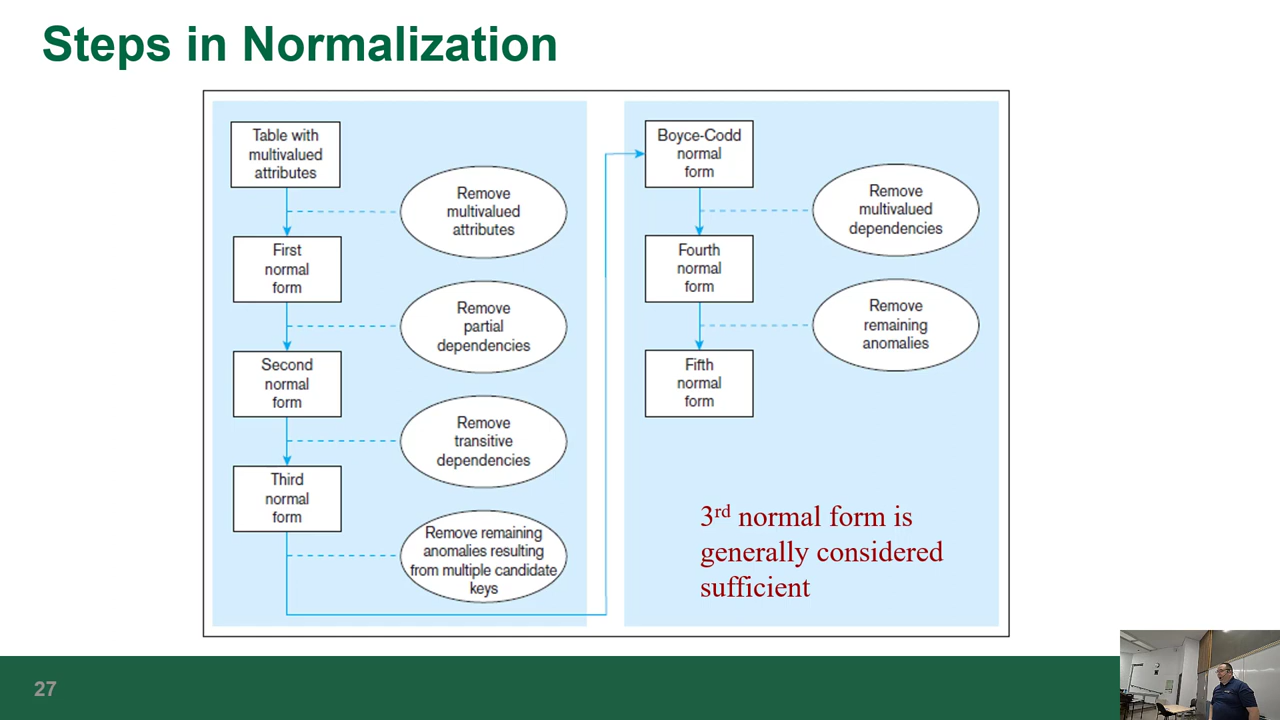 Steps in Normalization
Table with
multivalued
attributes
Remove
multivalued
attributes
First
normal
form
Remove
partial
dependencies
Second
normal
form
Remove
transitive
dependencies
Third
normal
form
Remove remaining
anomalies resulting
from multiple candidate
keys
Boyce-Codd
normal
form
Remove
multivalued
dependencies
Fourth
normal
form
Remove
remaining
anomalies
Fifth
normal
form
3rd normal form is
generally considered
sufficient
27